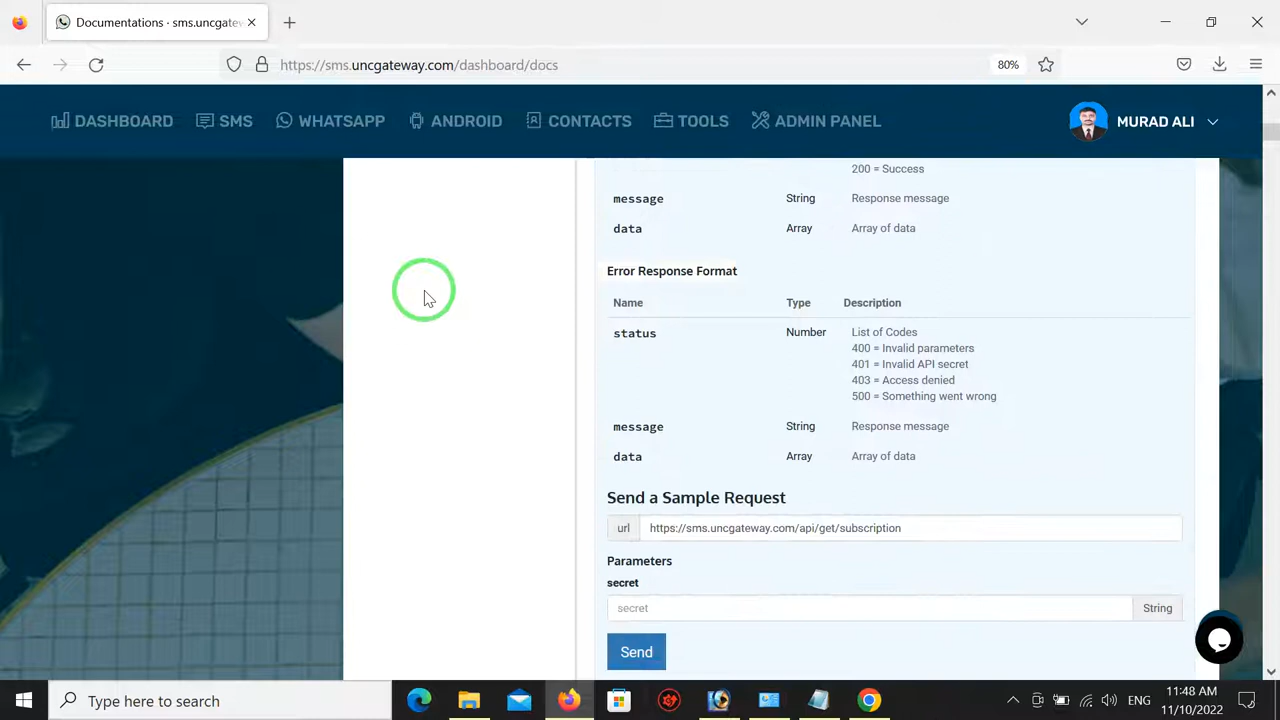 Documentations · sms.uncgatew
https://sms.uncgateway.com/dashboard/docs
80%
DASHBOARD SMS WHATSAPP ANDROID CONTACTS TOOLS ADMIN PANEL MURAD ALI
200 = Success
message String Response message
data Array Array of data
Error Response Format
Name Type Description
status Number List of Codes
400 = Invalid parameters
401 = Invalid API secret
403 = Access denied
500 = Something went wrong
message String Response message
data Array Array of data
Send a Sample Request
url https://sms.uncgateway.com/api/get/subscription
Parameters
secret
secret String
Send
Type here to search
ENG
11:48 AM
11/10/2022